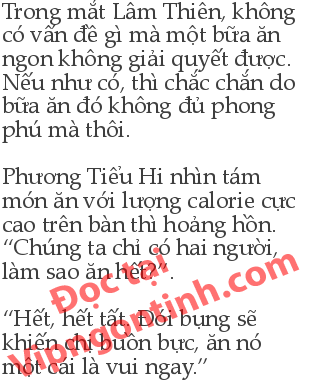 Trong mắt Lâm Thiên, không
có vấn đề gì mà một bữa ăn
ngon không giải quyết được.
Nếu như có, thì chắc chắn do
bữa ăn đó không đủ phong
phú mà thôi.
Phương Tiểu Hi nhìn tám
món ăn với lượng calorie cực
cao trên bàn thì hoảng hồn.
“Chúng ta chỉ có hai người,
làm sao ăn hết?”.
“Hết, hết tất. Đói bụng sẽ
khiến chị buồn bực, ăn nó
một cái là vui ngay.”
Đọc tại
Vipngontinh.com